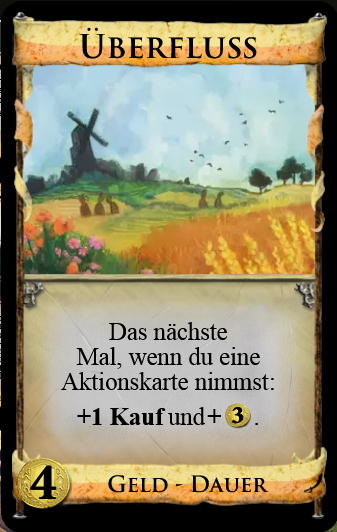 Überfluss
Das nächste
Mal, wenn du eine
Aktionskarte nimmst:
+1 Kauf und + 3 .
4 Geld - Dauer